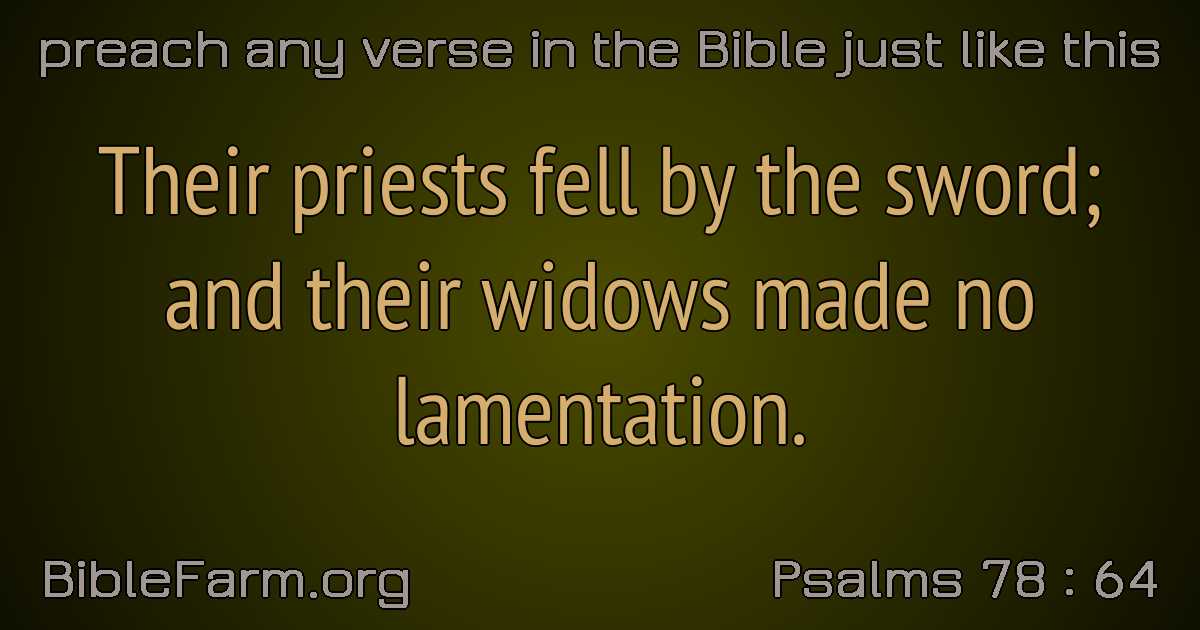 preach any verse in the Bible just like this
Their priests fell by the sword;
and their widows made no
lamentation.
BibleFarm.org
Psalms 78 : 64